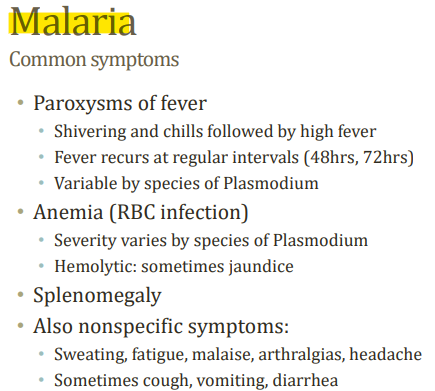 Malaria
Common symptoms
• Paroxysms of fever
• Shivering and chills followed by high fever
• Fever recurs at regular intervals (48hrs, 72hrs)
• Variable by species of Plasmodium
• Anemia (RBC infection)
• Severity varies by species of Plasmodium
• Hemolytic: sometimes jaundice
• Splenomegaly
• Also nonspecific symptoms:
• Sweating, fatigue, malaise, arthralgias, headache
• Sometimes cough, vomiting, diarrhea